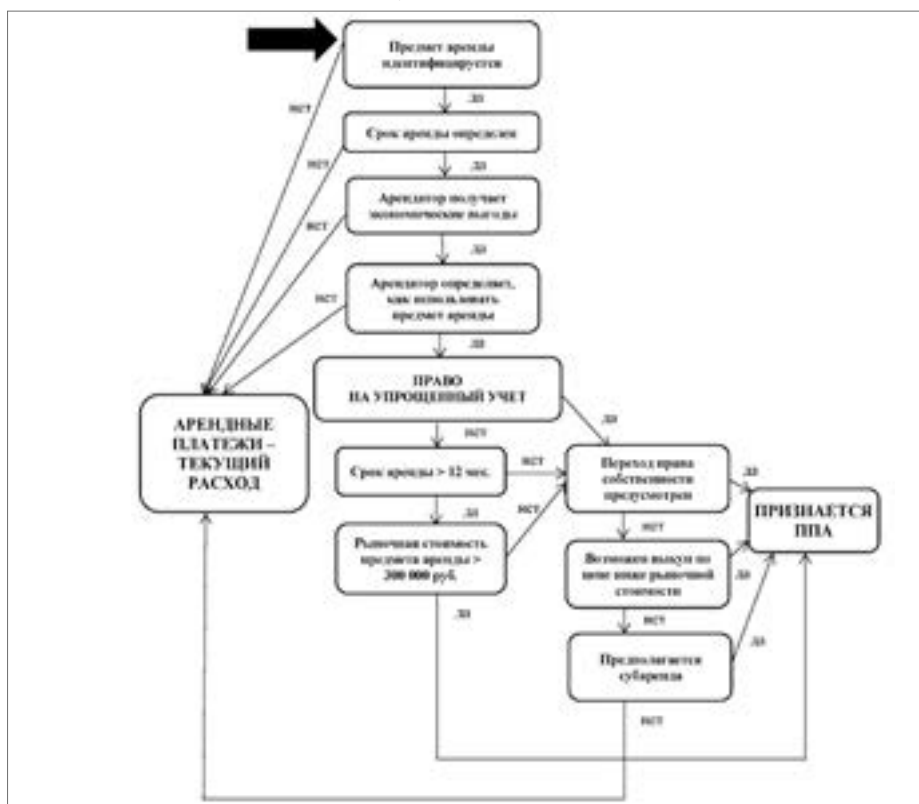 Предмет аренды
идентифицируется
нет
да
Срок аренды определен
нет
да
Арендатор получает
экономические выгоды
нет
да
Арендатор определяет,
как использовать
предмет аренды
нет
да
ПРАВО
НА УПРОЩЕННЫЙ УЧЕТ
АРЕНДНЫЕ
ПЛАТЕЖИ –
ТЕКУЩИЙ
РАСХОД
да
нет
Срок аренды > 12 мес.
нет
Переход права
собственности
предусмотрен
да
да
нет
нет
ПРИЗНАЕТСЯ
ППА
Рыночная стоимость
предмета аренды >
300 000 руб.
Возможен выкуп по
цене ниже рыночной
стоимости
да
да
нет
Предполагается
субаренда
да
нет